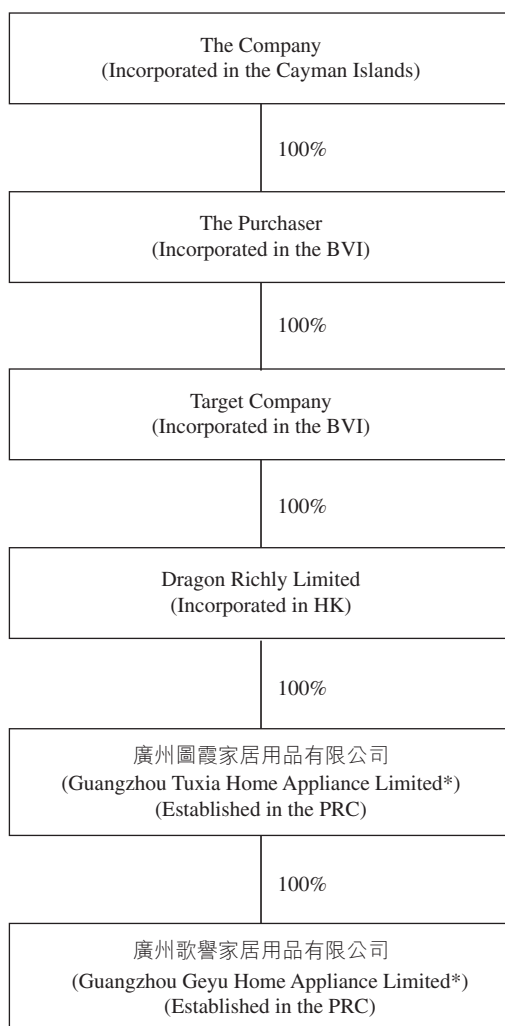 The Company
(Incorporated in the Cayman Islands)
100%
The Purchaser
(Incorporated in the BVI)
100%
Target Company
(Incorporated in the BVI)
100%
Dragon Richly Limited
(Incorporated in HK)
100%
廣州圖霞家居用品有限公司
(Guangzhou Tuxia Home Appliance Limited*)
(Established in the PRC)
100%
廣州歌譽家居用品有限公司
(Guangzhou Geyu Home Appliance Limited*)
(Established in the PRC)